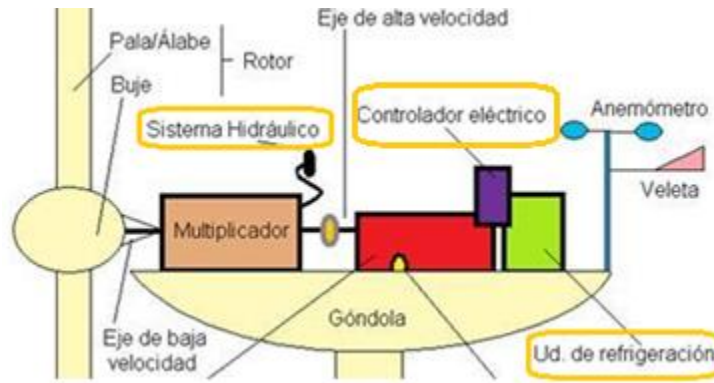 Eje de alta velocidad
Pala/Álabe
Rotor
Buje
Sistema Hidráulico
Controlador eléctrico
Anemómetro
Veleta
Multiplicador
Góndola
Eje de baja
velocidad
Ud. de refrigeración